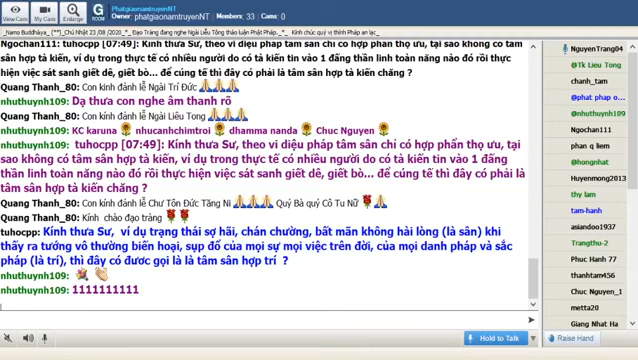 View Cam
My Cam
Enlarge
G
ROOM
Phatgiaonamtruyen NT
Owner: phatgiaonamtruyenNT | Members: 33 | Cams: 0
_Namo Buddhāya_ (**)_Chủ Nhật 23/08/2020_* Đạo Tràng đang nghe Ngài Liễu Tông thảo luận Phật Pháp. * Kính chúc quý vị thính Pháp an lạc_
Ngochan111: tuhocpp [07:49]: Kính thưa Sư, theo vi diệu pháp tâm sân chỉ có hợp phẩn thọ ưu, tại sao không có tâm
sân hợp tà kiến, ví dụ trong thực tế có nhiều người do có tà kiến tin vào 1 đấng thần linh toàn năng nào đó rồi thực
hiện việc sát sanh giết dê, giết bò... để cúng tế thì đây có phải là tâm sân hợp tà kiến chăng ?
Quang Thanh_80: Con kính đảnh lễ Ngài Trí Đức
nhuthuynh109: Dạ thưa con nghe âm thanh rõ
Quang Thanh_80: Con kính đảnh lễ Ngài Liêu Tong
nhuthuynh109: KC karuna nhucanhchimtroi dhamma nanda Chuc Nguyen
nhuthuynh109: tuhocpp [07:49]: Kính thưa Sư, theo vi diệu pháp tâm sân chỉ có hợp phẩn thọ ưu, tại
sao không có tâm sân hợp tà kiến, ví dụ trong thực tế có nhiều người do có tà kiến tin vào 1 đấng
thần linh toàn năng nào đó rồi thực hiện việc sát sanh giết dê, giết bò... để cúng tế thì đây có phải là
tâm sân hợp tà kiến chăng ?
Quang Thanh_80: Con kính đảnh lễ Chư Tôn Đức Tăng Ni Quý Bà quý Cô Tu Nữ
Quang Thanh_80: Kính chào đạo tràng
tuhocpp: Kính thưa Sư, ví dụ trạng thái sợ hãi, chán chường, bất mãn không hài lòng (là sân) khi
thấy ra tướng vô thường biến hoại, sụp đổ của mọi sự mọi việc trên đời, của mọi danh pháp và sắc
pháp (là trí), thì đây có được gọi là là tâm sân hợp trí ?
nhuthuynh109:
nhuthuynh109: 1111111111
Hold to Talk
NguyenTrang04
@Tk Lieu Tong
chanh_tam
@phat phap o...
@nhuthuynh109
Ngochan111
phan q liem
@hongnhat
Huyenmong2013
thy lam
tam-hanh
asiandoo1937
Trangthu-2
Phuc Hanh 77
thanhtam456
Chuc Nguyen_1
metta20
Giang Nhat Ha
Raise Hand